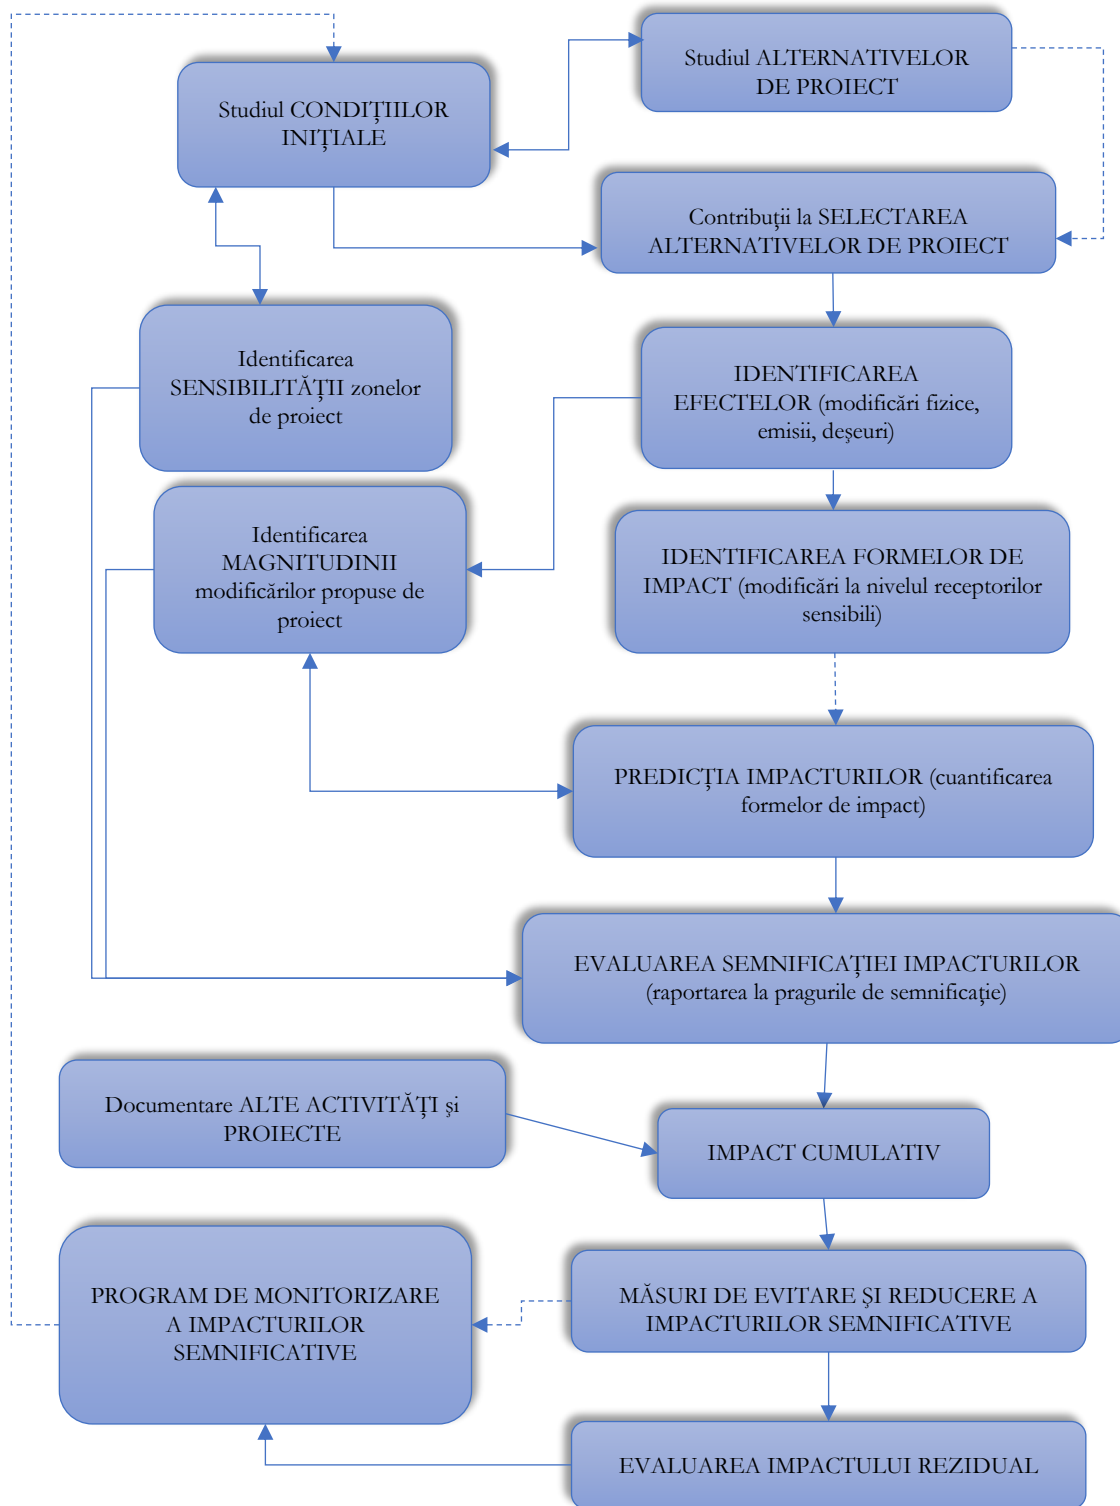 Studiul ALTERNATIVELOR
DE PROIECT
Studiul CONDIŢIILOR
INIŢIALE
Contribuţii la SELECTAREA
ALTERNATIVELOR DE PROIECT
Identificarea
SENSIBILITĂŢII zonelor
de proiect
IDENTIFICAREA
EFECTELOR (modificări fizice,
emisii, deşeuri)
Identificarea
MAGNITUDINII
modificărilor propuse de
proiect
IDENTIFICAREA FORMELOR DE
IMPACT (modificări la nivelul receptorilor
sensibili)
PREDICŢIA IMPACTURILOR (cuantificarea
formelor de impact)
EVALUAREA SEMNIFICAŢIEI IMPACTURILOR
(raportarea la pragurile de semnificaţie)
Documentare ALTE ACTIVITĂŢI şi
PROIECTE
IMPACT CUMULATIV
PROGRAM DE MONITORIZARE
A IMPACTURILOR
SEMNIFICATIVE
MĂSURI DE EVITARE ŞI REDUCERE A
IMPACTURILOR SEMNIFICATIVE
EVALUAREA IMPACTULUI REZIDUAL